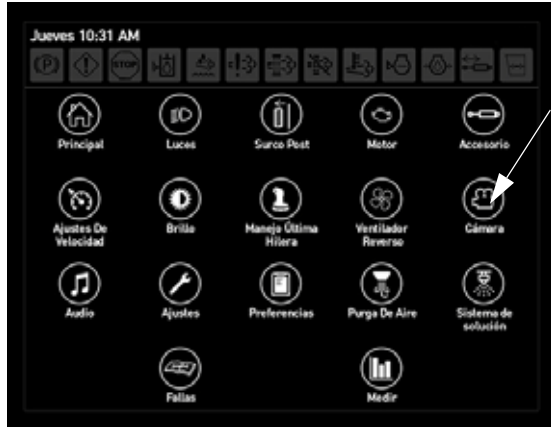 Jueves 10:31 AM
(P) STOP
Principal Luces Surco Post Motor Accesorio
Ajustes De Velocidad Brillo Manejo Última Hilera Ventilador Reverso Cámara
Audio Ajustes Preferencias Purga De Aire Sistema de solución
Fallas Medir